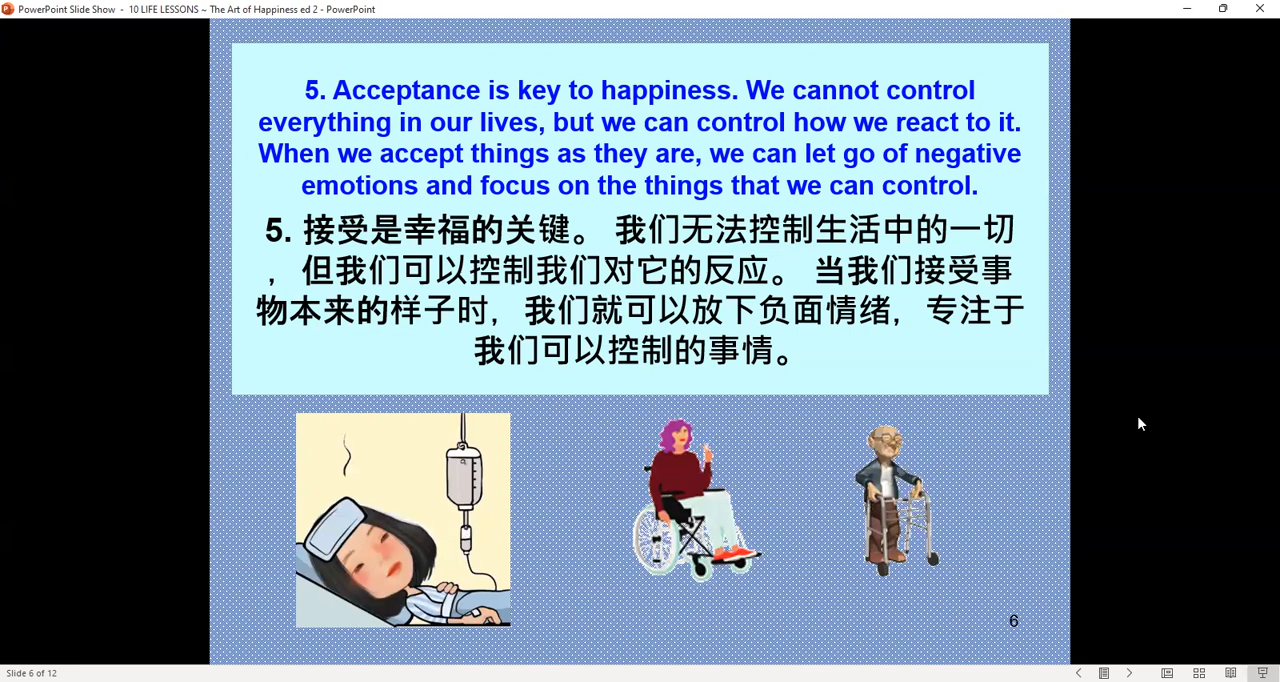 PowerPoint Slide Show - 10 LIFE LESSONS ~ The Art of Happiness ed 2 - PowerPoint
5. Acceptance is key to happiness. We cannot control
everything in our lives, but we can control how we react to it.
When we accept things as they are, we can let go of negative
emotions and focus on the things that we can control.
5. 接受是幸福的关键。 我们无法控制生活中的一切
，但我们可以控制我们对它的反应。 当我们接受事
物本来的样子时，我们就可以放下负面情绪，专注于
我们可以控制的事情。
6
Slide 6 of 12